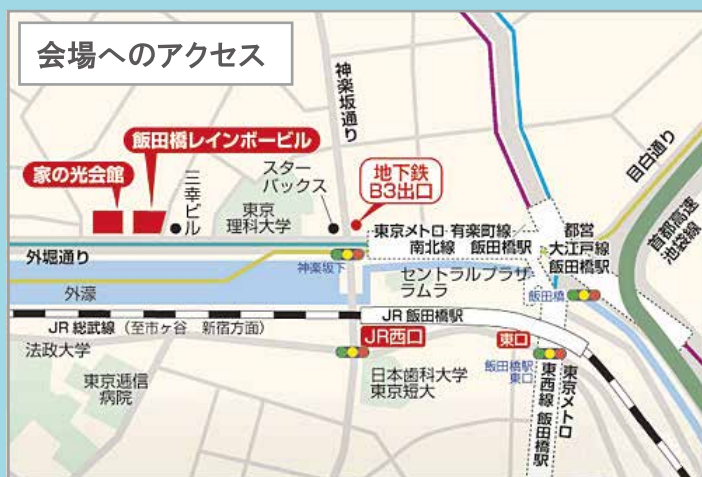 会場へのアクセス
神楽坂通り
飯田橋レインボービル
家の光会館
三幸ビル
スター
バックス
地下鉄
B3出口
東京
理科大学
目白通り
首都高速
池袋線
東京メトロ 有楽町線
南北線 飯田橋駅
都営
大江戸線
飯田橋駅
外堀通り
神楽坂下
セントラルプラザ
ラムラ
飯田橋
外濠
JR 飯田橋駅
JR 総武線（至市ヶ谷 新宿方面）
JR西口
東口
法政大学
飯田橋駅
東口
東京逓信
病院
日本歯科大学
東京短大
東京メトロ
東西線 飯田橋駅